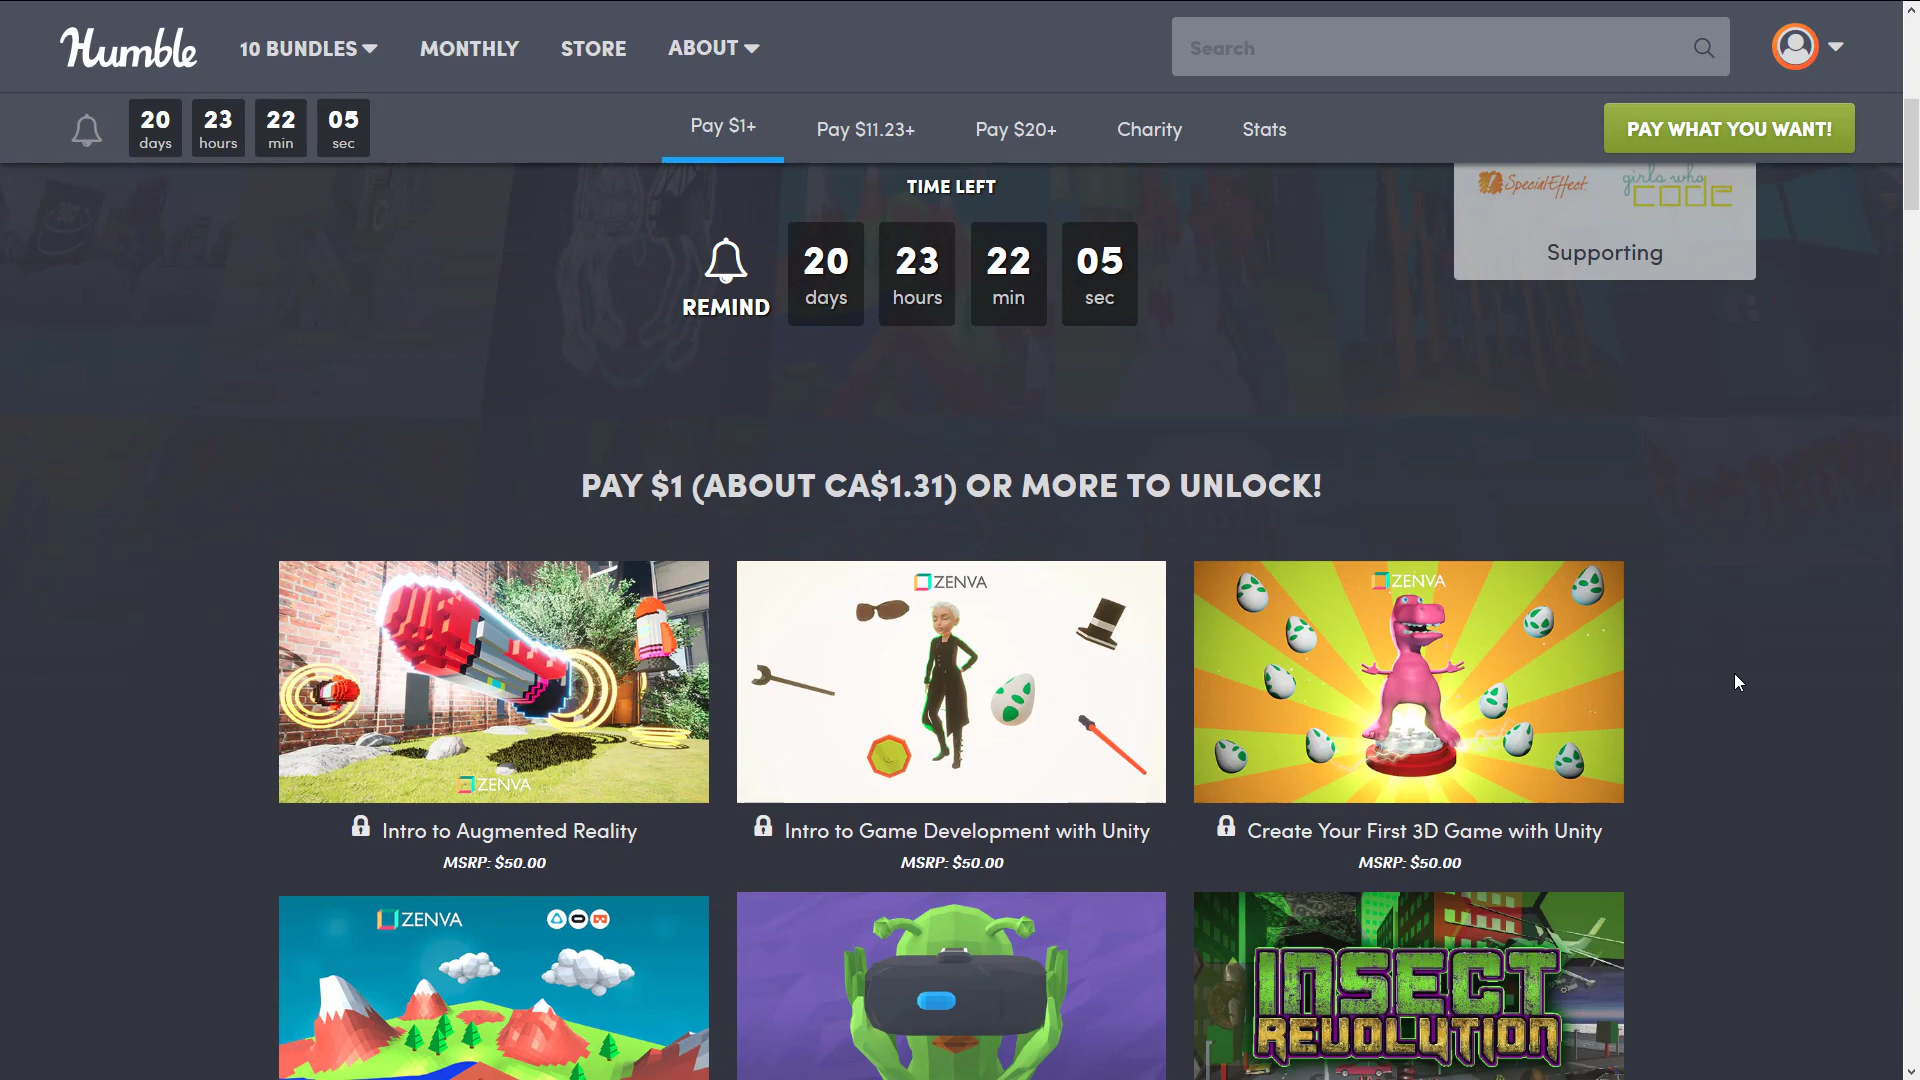 Humble
10 BUNDLES
MONTHLY
STORE
ABOUT
Search
20
days
23
hours
22
min
05
sec
Pay $1+
Pay $11.23+
Pay $20+
Charity
Stats
PAY WHAT YOU WANT!
TIME LEFT
REMIND
20
days
23
hours
22
min
05
sec
SpecialEffect
girls who
code
Supporting
PAY $1 (ABOUT CA$1.31) OR MORE TO UNLOCK!
ZENVA
ZENVA
ZENVA
Intro to Augmented Reality
MSRP: $50.00
Intro to Game Development with Unity
MSRP: $50.00
Create Your First 3D Game with Unity
MSRP: $50.00
ZENVA
INSECT
REVOLUTION